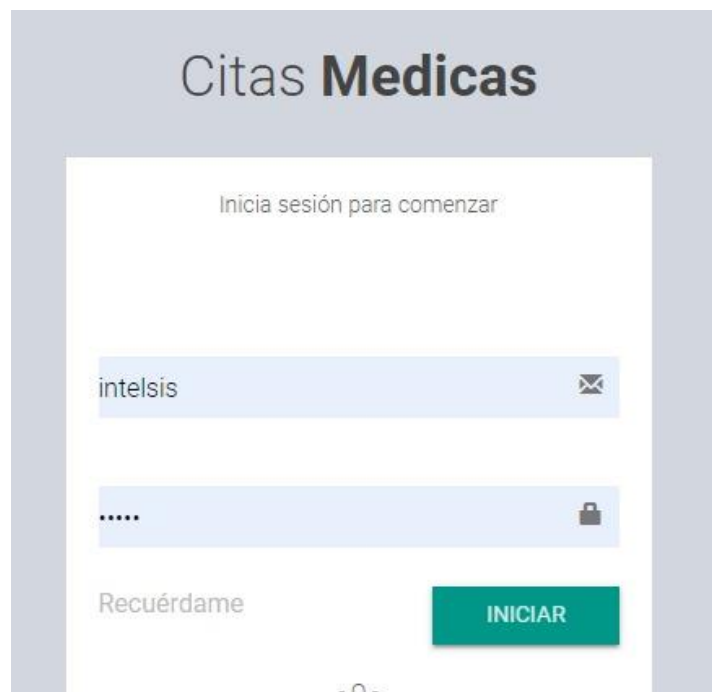 Citas Medicas
Inicia sesión para comenzar
intelsis
•••••
Recuérdame
INICIAR